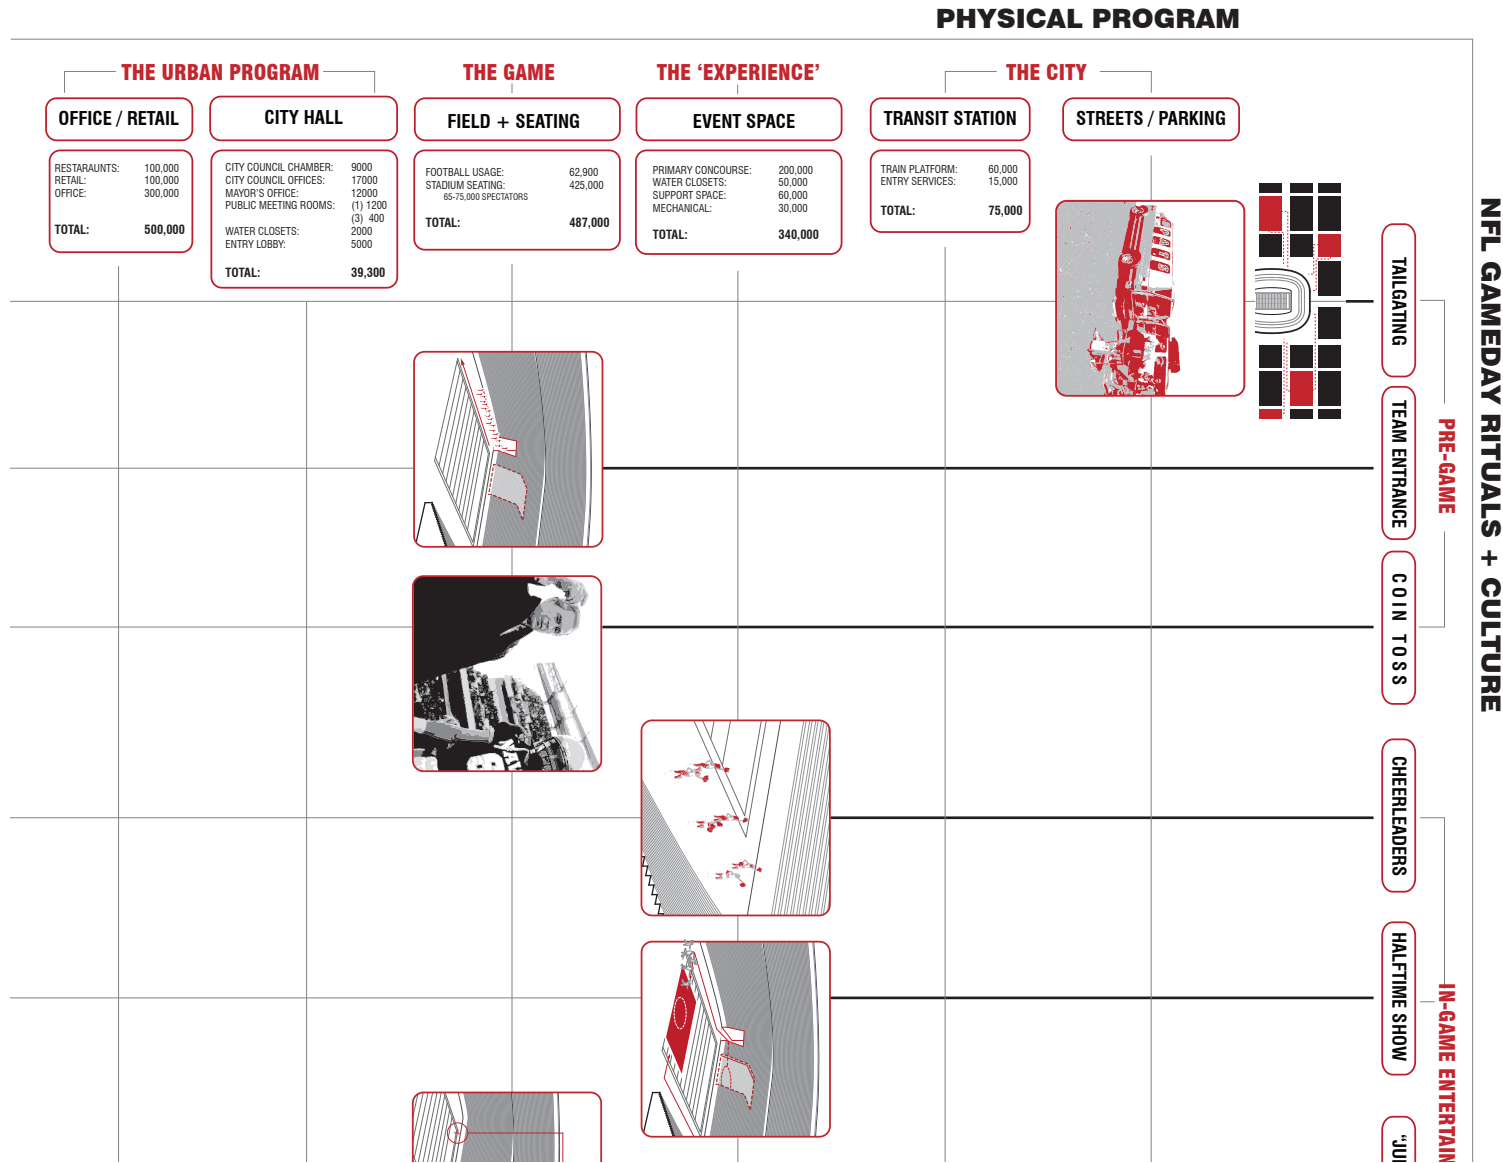 PHYSICAL PROGRAM
THE URBAN PROGRAM
THE GAME
THE ‘EXPERIENCE’
THE CITY
OFFICE / RETAIL
CITY HALL
FIELD + SEATING
EVENT SPACE
TRANSIT STATION
STREETS / PARKING
RESTARAUNTS: 100,000
RETAIL: 100,000
OFFICE: 300,000
TOTAL: 500,000
CITY COUNCIL CHAMBER: 9000
CITY COUNCIL OFFICES: 17000
MAYOR'S OFFICE: 12000
PUBLIC MEETING ROOMS: (1) 1200
(3) 400
WATER CLOSETS: 2000
ENTRY LOBBY: 5000
TOTAL: 39,300
FOOTBALL USAGE: 62,900
STADIUM SEATING: 425,000
65-75,000 SPECTATORS
TOTAL: 487,000
PRIMARY CONCOURSE: 200,000
WATER CLOSETS: 50,000
SUPPORT SPACE: 60,000
MECHANICAL: 30,000
TOTAL: 340,000
TRAIN PLATFORM: 60,000
ENTRY SERVICES: 15,000
TOTAL: 75,000
NFL GAMEDAY RITUALS + CULTURE
PRE-GAME
TAILGATING
TEAM ENTRANCE
COIN TOSS
IN-GAME ENTERTAIN
CHEERLEADERS
HALFTIME SHOW